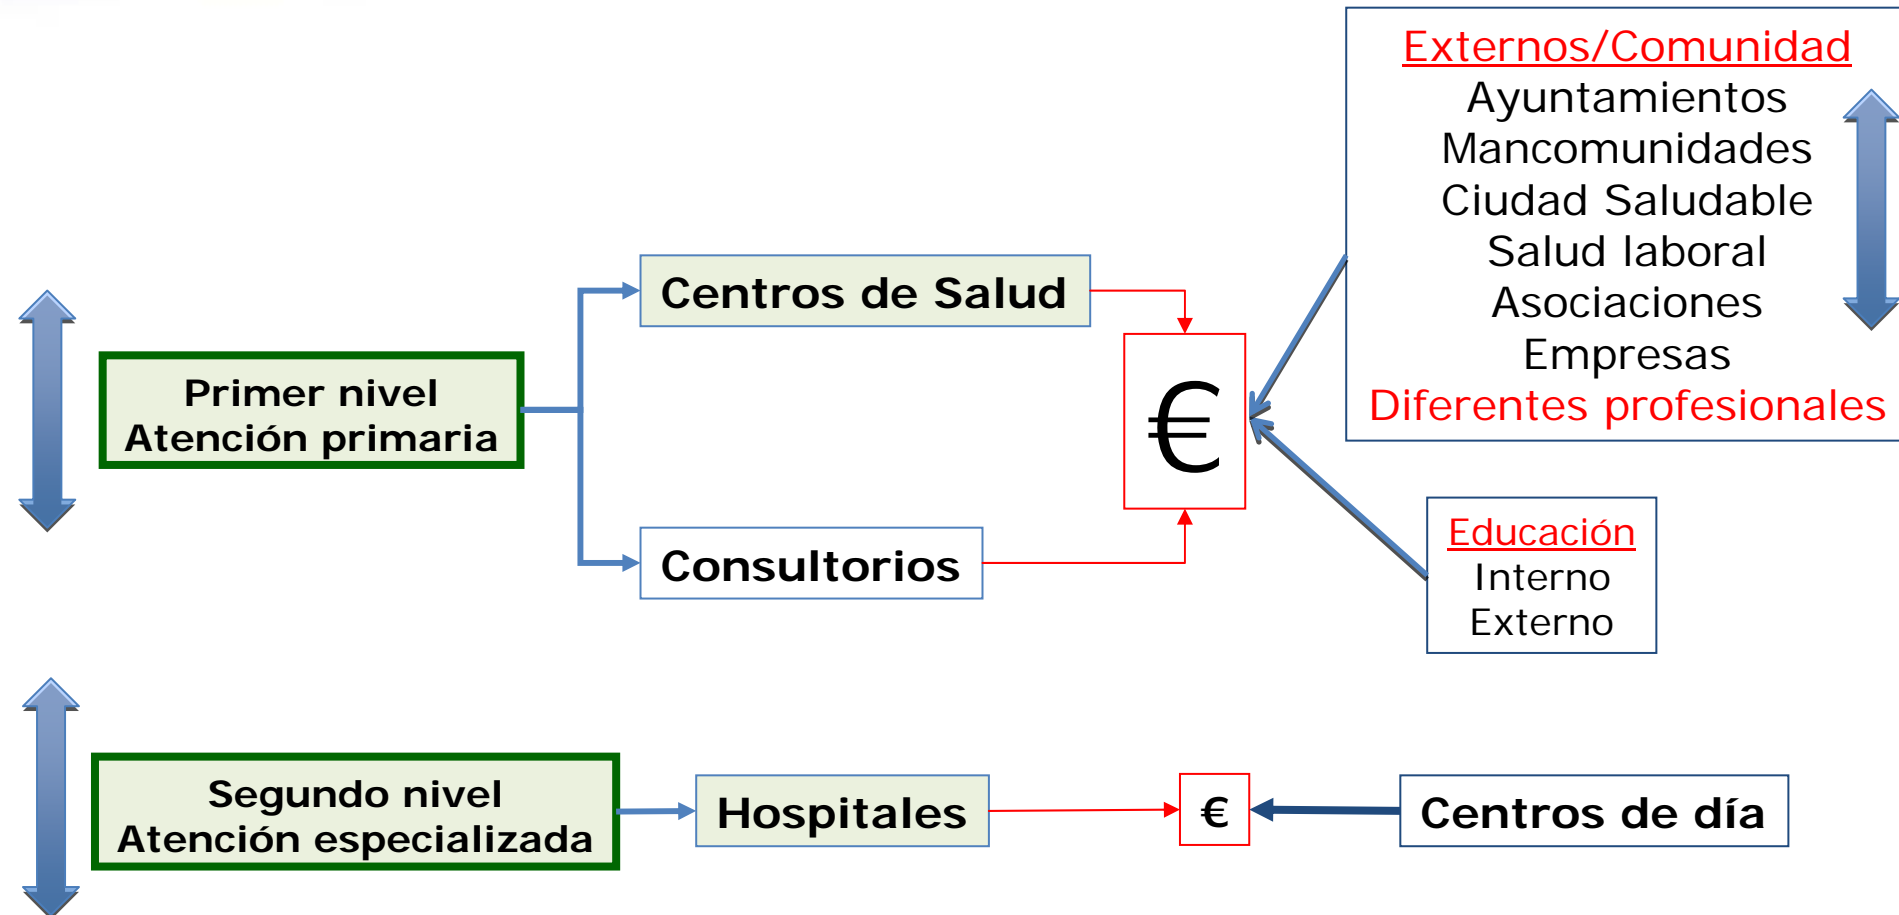 Externos/Comunidad
Ayuntamientos
Mancomunidades
Ciudad Saludable
Salud laboral
Asociaciones
Empresas
Diferentes profesionales
Centros de Salud
Primer nivel
Atención primaria
€
Consultorios
Educación
Interno
Externo
Segundo nivel
Atención especializada
Hospitales
€
Centros de día